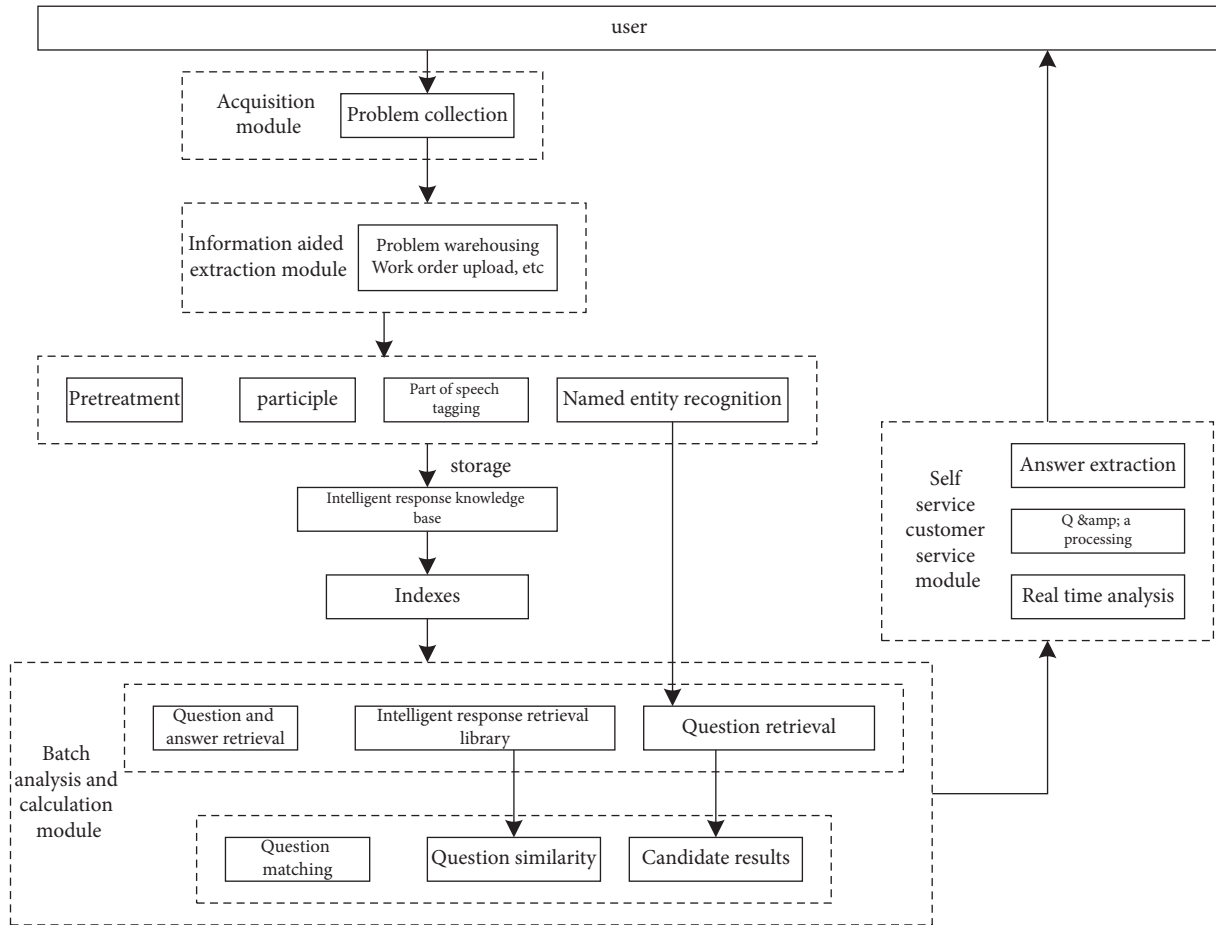 user
Acquisition
module
Problem collection
Information aided
extraction module
Problem warehousing
Work order upload, etc
Pretreatment
participle
Part of speech
tagging
Named entity recognition
storage
Intelligent response knowledge
base
Indexes
Batch
analysis and
calculation
module
Question and
answer retrieval
Intelligent response retrieval
library
Question retrieval
Question
matching
Question similarity
Candidate results
Self
service
customer
service
module
Answer extraction
Q &amp; a
processing
Real time analysis